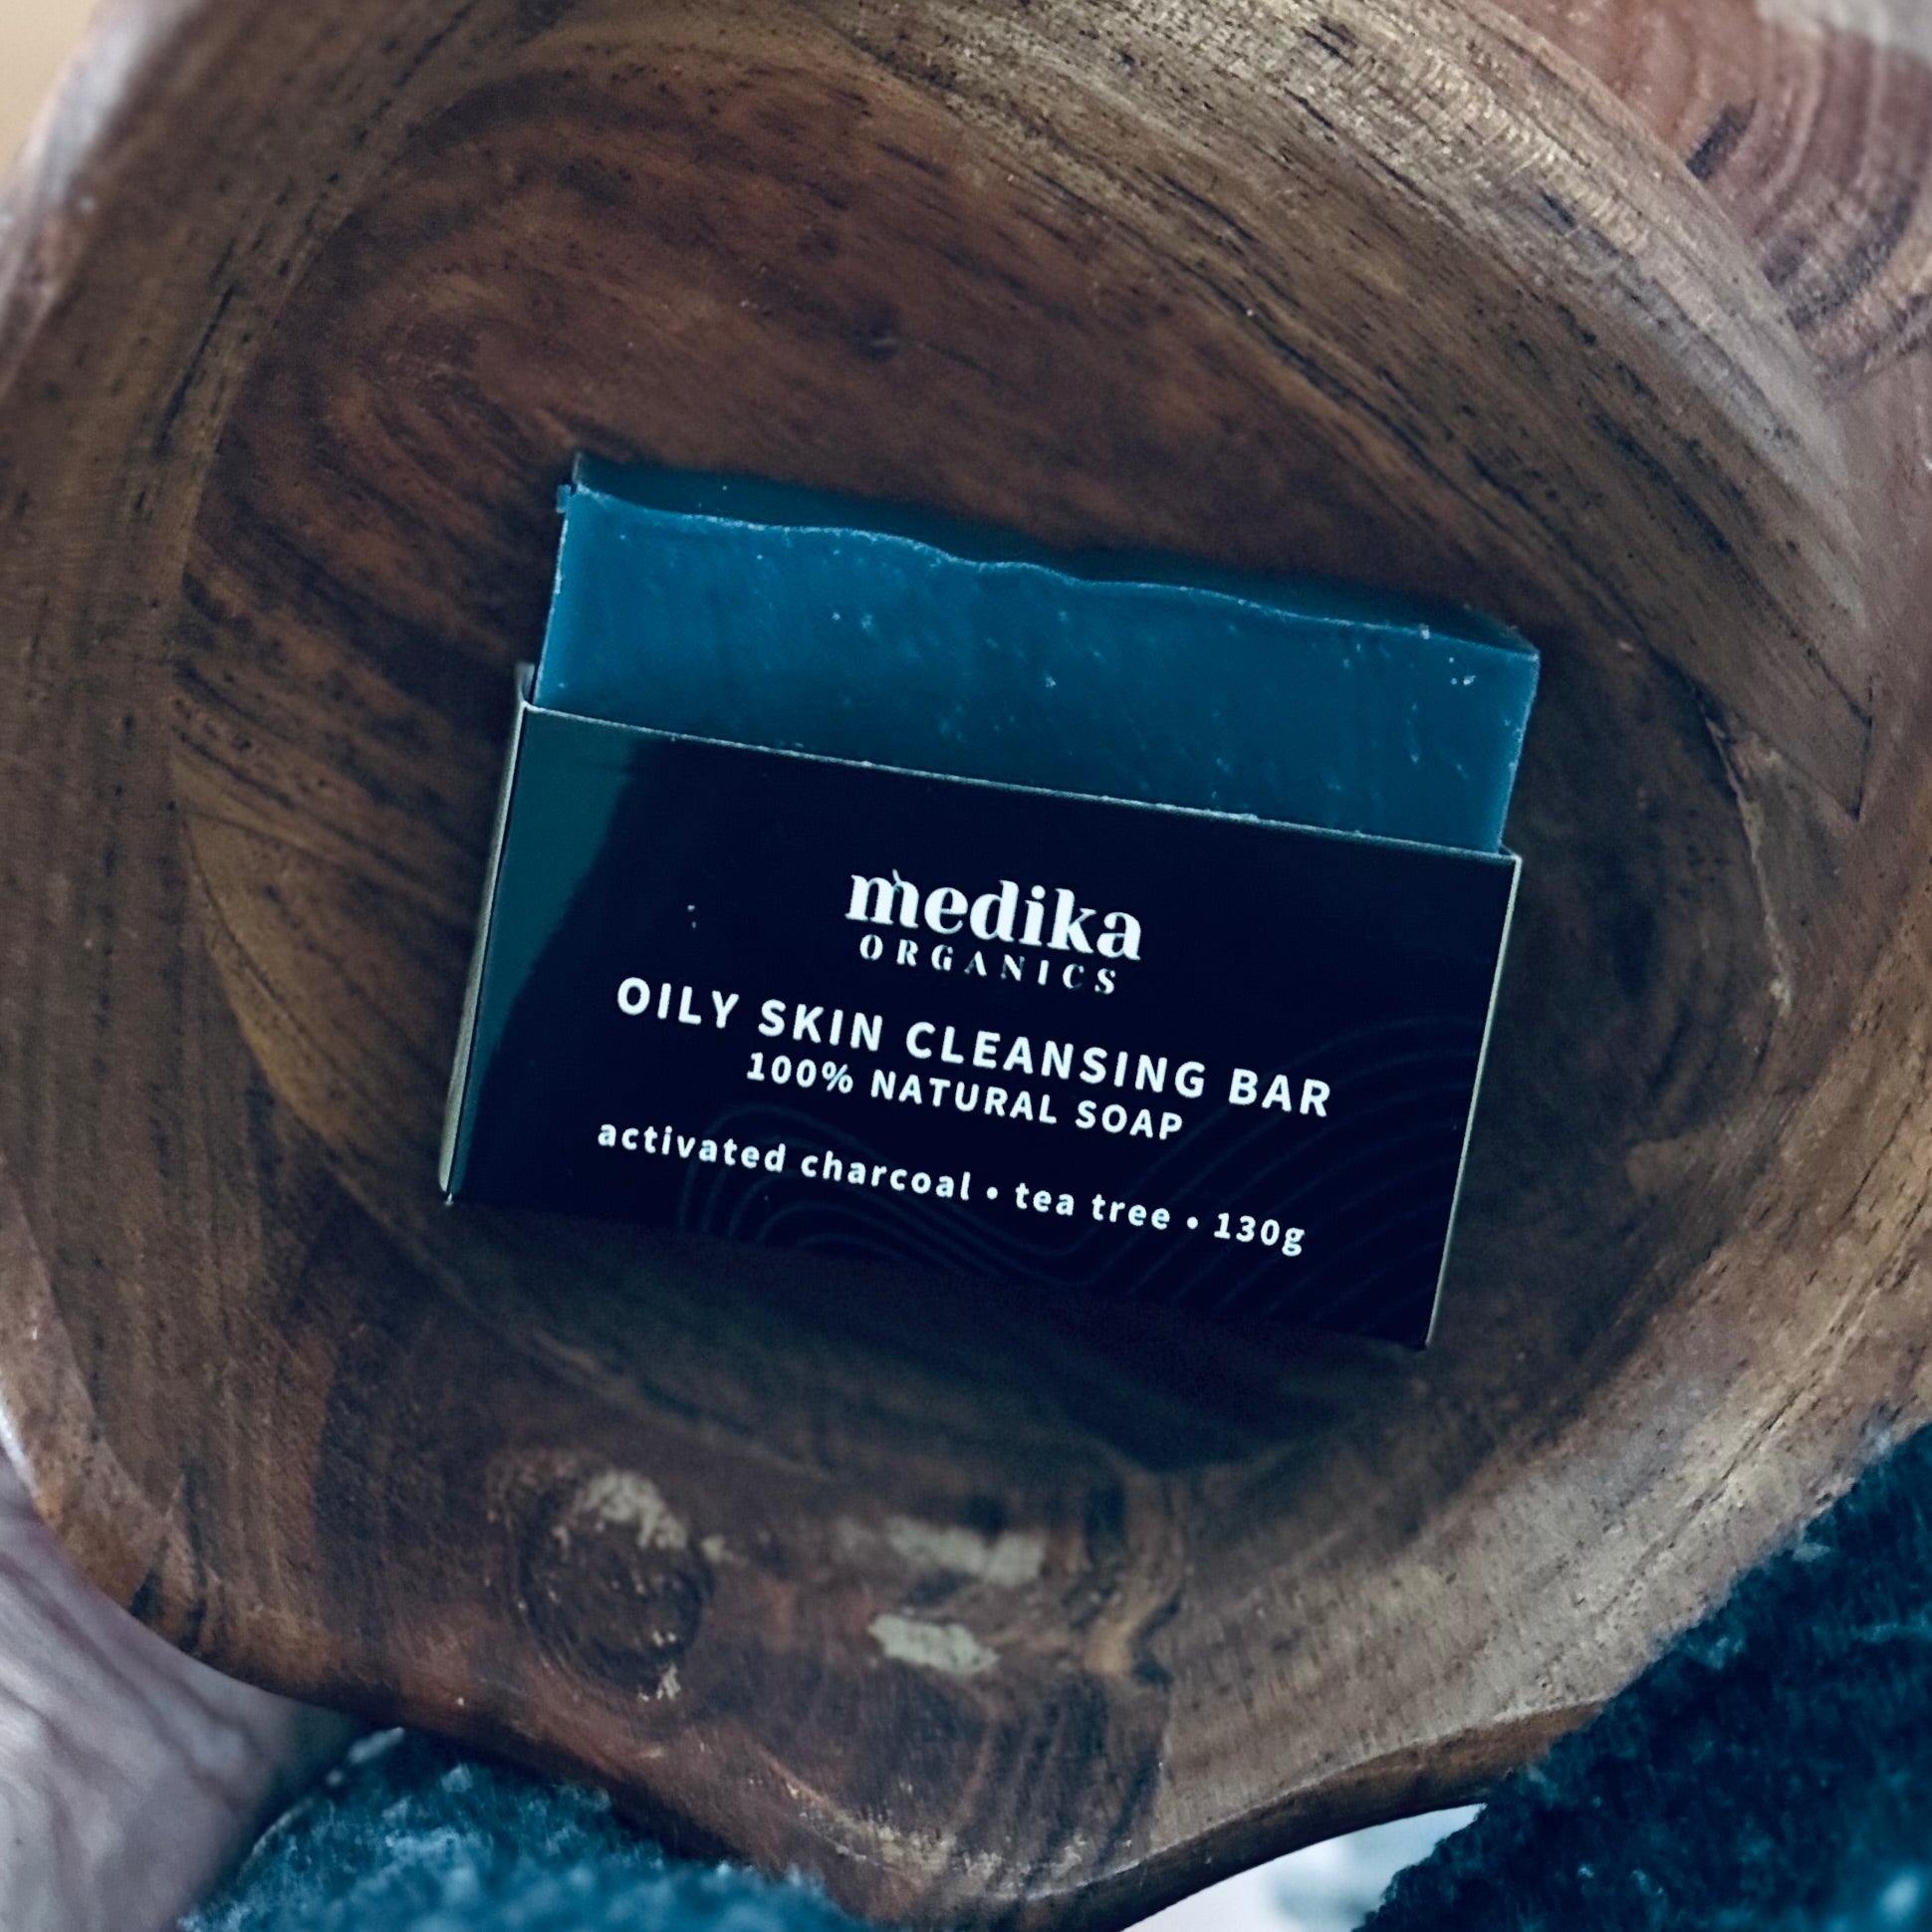 medika
ORGANICS
OILY SKIN CLEANSING BAR
100% NATURAL SOAP
activated charcoal • tea tree • 130g